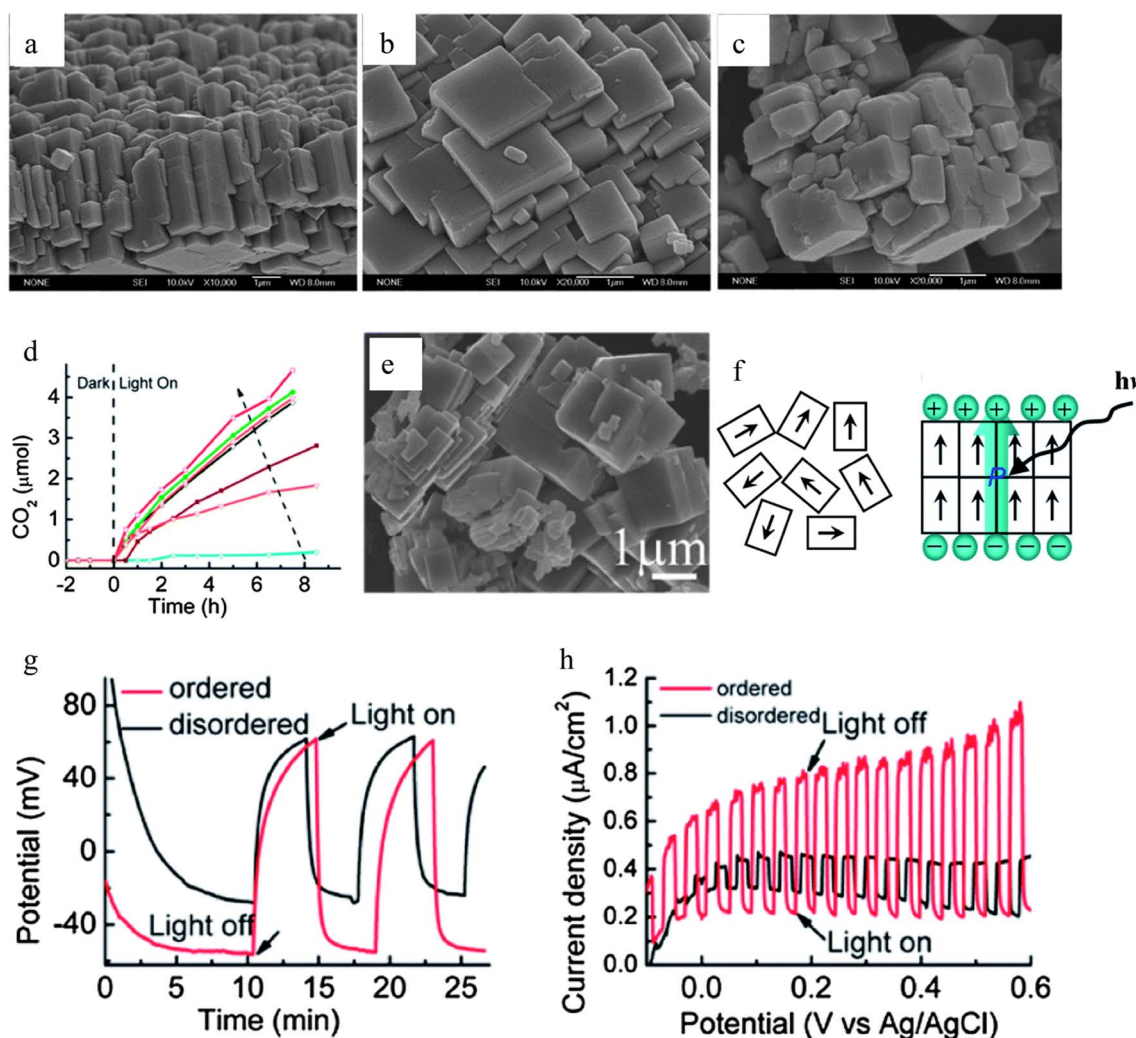 a
b
c
NONE SEI 10.0kV X10,000 1µm WD 8.0mm
NONE SEI 10.0kV X20,000 1µm WD 8.0mm
NONE SEI 10.0kV X20,000 1µm WD 8.0mm
d
Dark Light On
CO2 (µmol)
4
3
2
1
0
-2 0 2 4 6 8
Time (h)
e
1µm
f
hν
+ + + + +
P
− − − − −
g
ordered
disordered
Light on
Light off
Potential (mV)
80
40
0
-40
0 5 10 15 20 25
Time (min)
h
ordered
disordered
Light off
Light on
Current density (µA/cm2)
1.2
1.0
0.8
0.6
0.4
0.2
0.0
0.0 0.2 0.4 0.6
Potential (V vs Ag/AgCl)